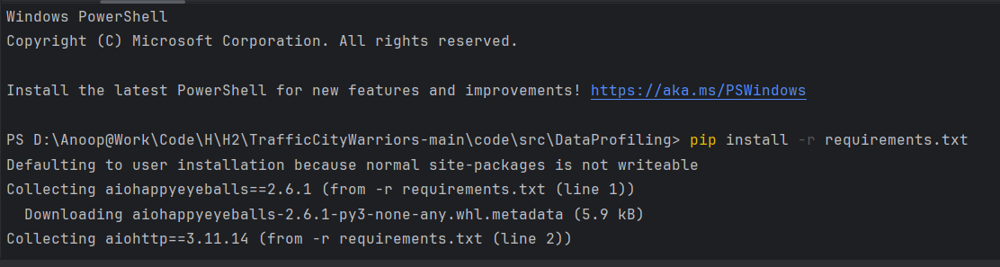 Windows PowerShell
Copyright (C) Microsoft Corporation. All rights reserved.
Install the latest PowerShell for new features and improvements! https://aka.ms/PSWindows
PS D:\Anoop@Work\Code\H\H2\TrafficCityWarriors-main\code\src\DataProfiling> pip install -r requirements.txt
Defaulting to user installation because normal site-packages is not writeable
Collecting aiohappyeyeballs==2.6.1 (from -r requirements.txt (line 1))
  Downloading aiohappyeyeballs-2.6.1-py3-none-any.whl.metadata (5.9 kB)
Collecting aiohttp==3.11.14 (from -r requirements.txt (line 2))